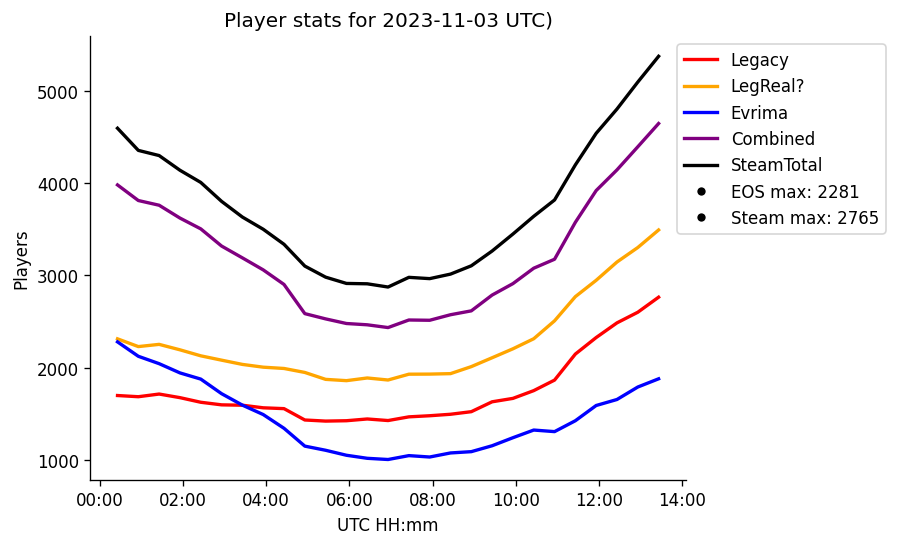 Player stats for 2023-11-03 UTC)
Legacy
LegReal?
Evrima
Combined
SteamTotal
EOS max: 2281
Steam max: 2765
Players
5000
4000
3000
2000
1000
00:00 02:00 04:00 06:00 08:00 10:00 12:00 14:00
UTC HH:mm